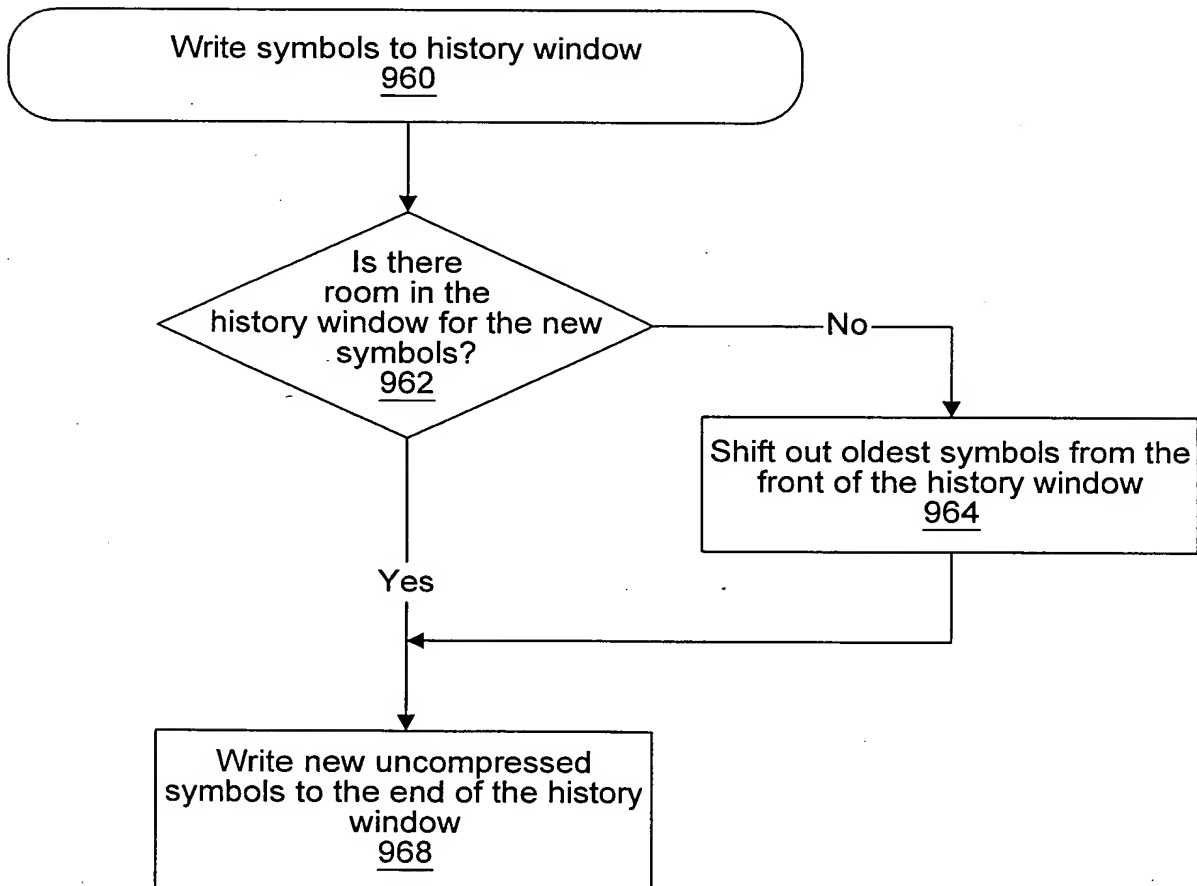 Write symbols to history window
960
Is there
room in the
history window for the new
symbols?
962
No
Shift out oldest symbols from the
front of the history window
964
Yes
Write new uncompressed
symbols to the end of the history
window
968